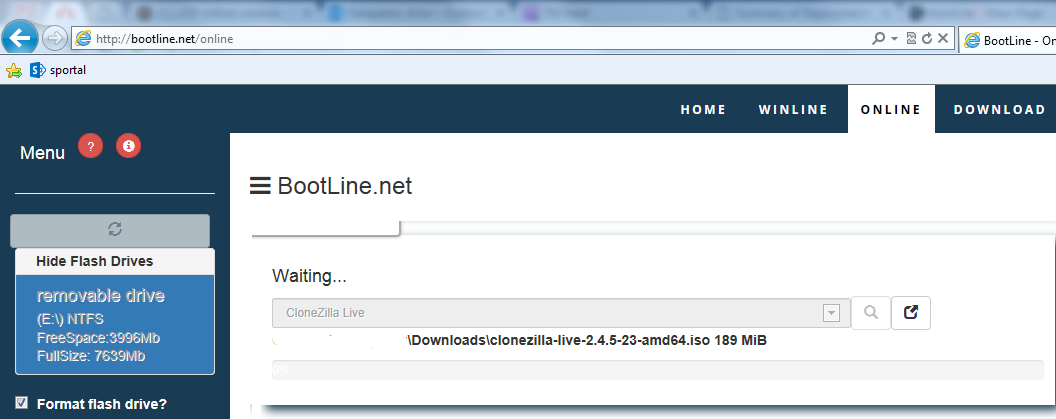 http://bootline.net/online
BootLine - On
sportal
HOME WINLINE ONLINE DOWNLOAD
Menu ?
BootLine.net
Hide Flash Drives
removable drive
(E:\) NTFS
FreeSpace:3996Mb
FullSize: 7639Mb
Format flash drive?
Waiting...
CloneZilla Live
\Downloads\clonezilla-live-2.4.5-23-amd64.iso 189 MiB
0%